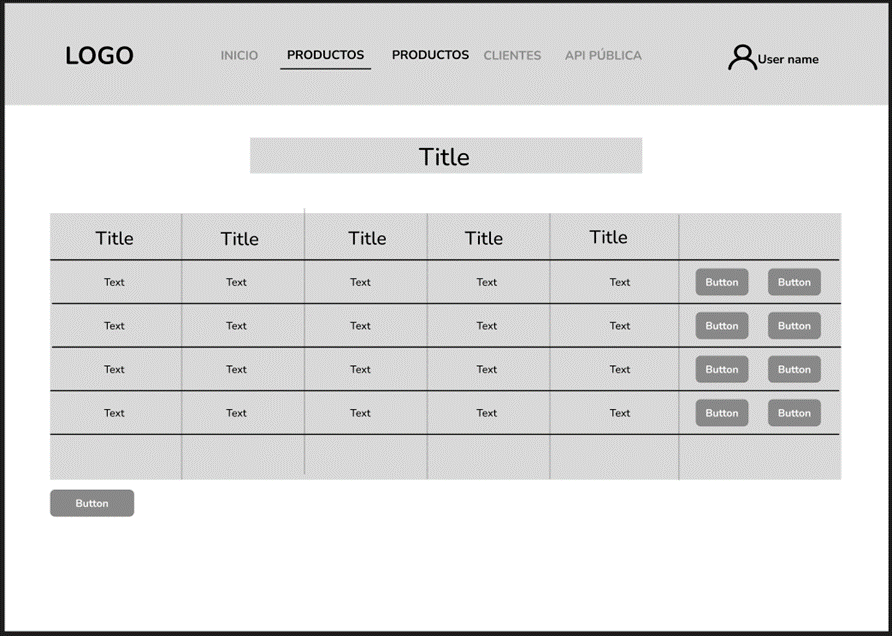 LOGO INICIO PRODUCTOS PRODUCTOS CLIENTES API PÚBLICA User name
Title
Title Title Title Title Title
Text Text Text Text Text Button Button
Text Text Text Text Text Button Button
Text Text Text Text Text Button Button
Text Text Text Text Text Button Button
Button